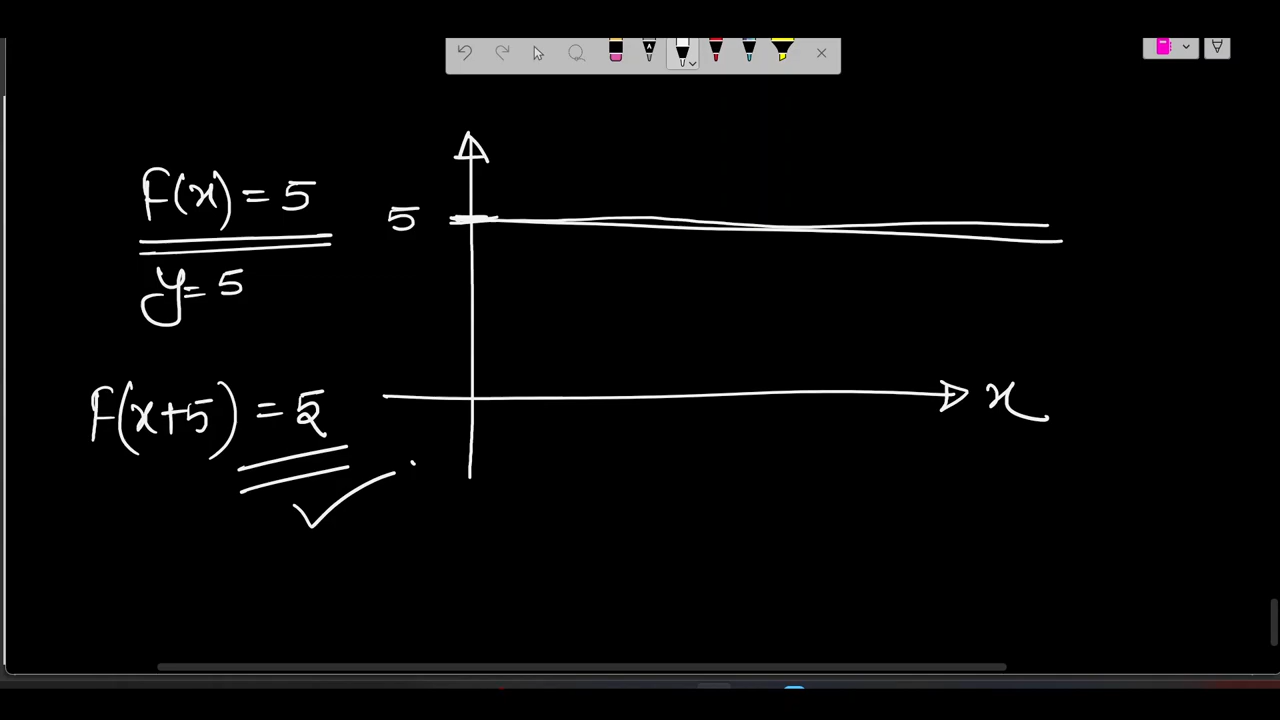 F(x) = 5
5
y = 5
F(x+5) = 5
x